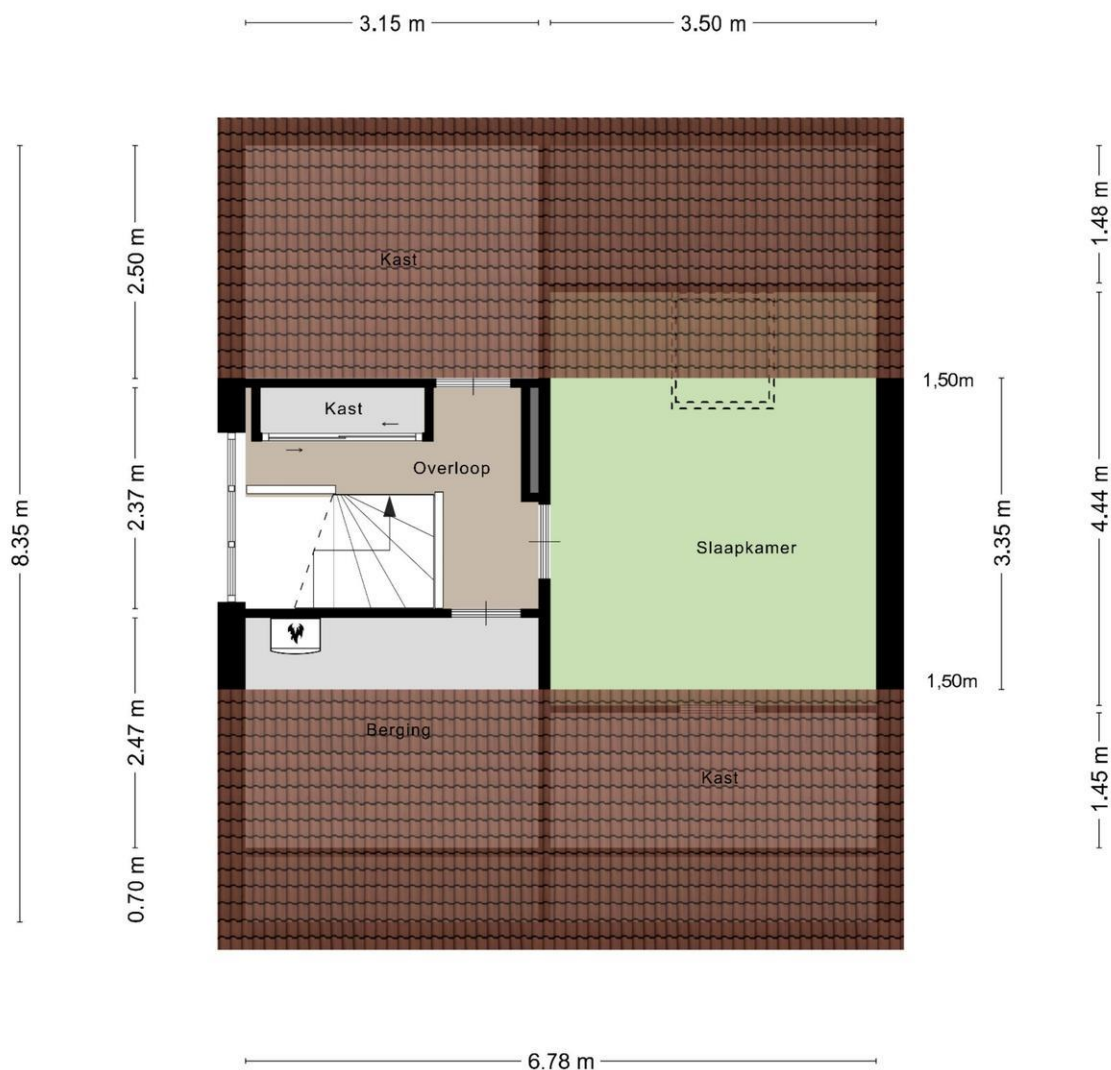 3.15 m
3.50 m
1.48 m
2.50 m
Kast
1,50m
Kast
Overloop
4.44 m
2.37 m
8.35 m
3.35 m
Slaapkamer
1,50m
Berging
2.47 m
Kast
1.45 m
0.70 m
6.78 m